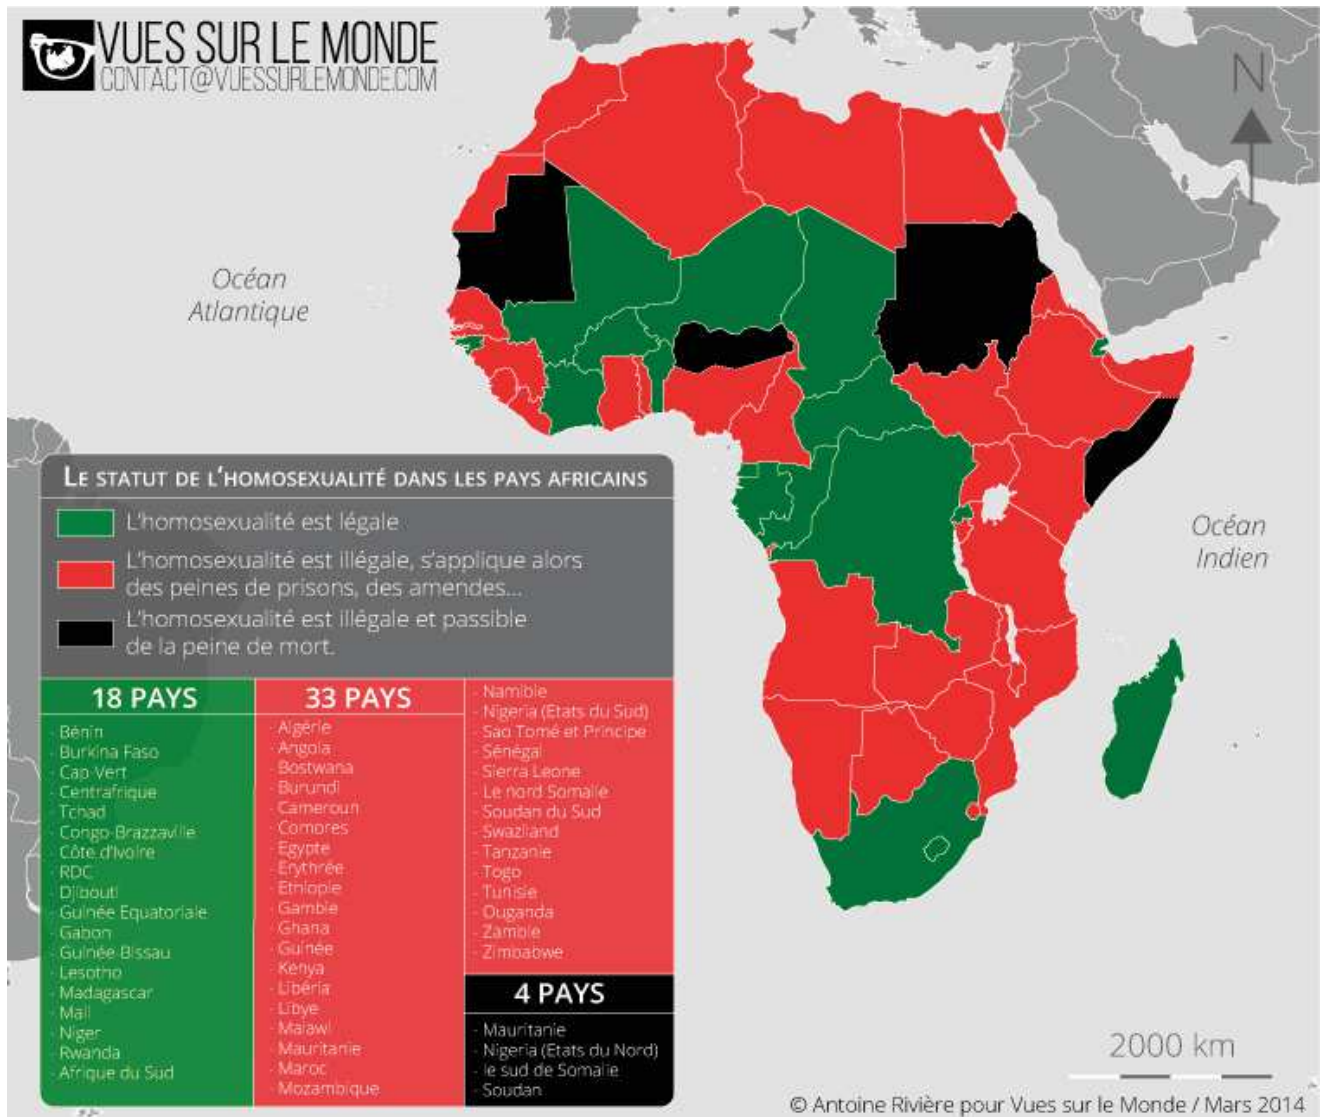 VUES SUR LE MONDE
CONTACT@VUESSURLEMONDE.COM
N
Océan
Atlantique
Océan
Indien
LE STATUT DE L'HOMOSEXUALITÉ DANS LES PAYS AFRICAINS
L'homosexualité est légale
L'homosexualité est illégale, s'applique alors
des peines de prisons, des amendes...
L'homosexualité est illégale et passible
de la peine de mort.
18 PAYS
- Bénin
- Burkina Faso
- Cap-Vert
- Centrafrique
- Tchad
- Congo-Brazzaville
- Côte d'Ivoire
- RDC
- Djibouti
- Guinée Equatoriale
- Gabon
- Guinée Bissau
- Lesotho
- Madagascar
- Mali
- Niger
- Rwanda
- Afrique du Sud
33 PAYS
- Algérie
- Angola
- Bostwana
- Burundi
- Cameroun
- Comores
- Egypte
- Erythrée
- Ethiopie
- Gambie
- Ghana
- Guinée
- Kenya
- Libéria
- Libye
- Malawi
- Mauritanie
- Maroc
- Mozambique
- Namibie
- Nigeria (Etats du Sud)
- Sao Tomé et Principe
- Sénégal
- Sierra Leone
- Le nord Somalie
- Soudan du Sud
- Swaziland
- Tanzanie
- Togo
- Tunisie
- Ouganda
- Zambie
- Zimbabwe
4 PAYS
- Mauritanie
- Nigeria (Etats du Nord)
- le sud de Somalie
- Soudan
2000 km
© Antoine Rivière pour Vues sur le Monde / Mars 2014